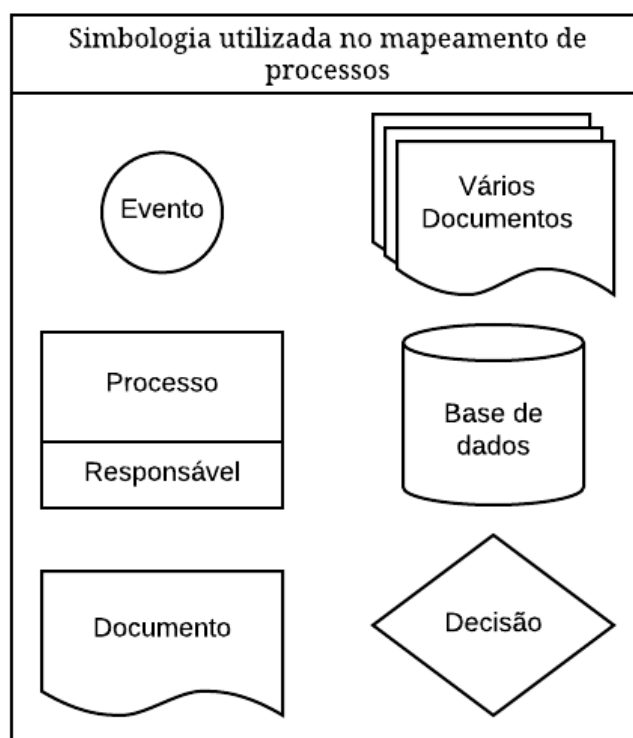 Simbologia utilizada no mapeamento de
processos
Evento
Vários
Documentos
Processo
Responsável
Base de
dados
Documento
Decisão